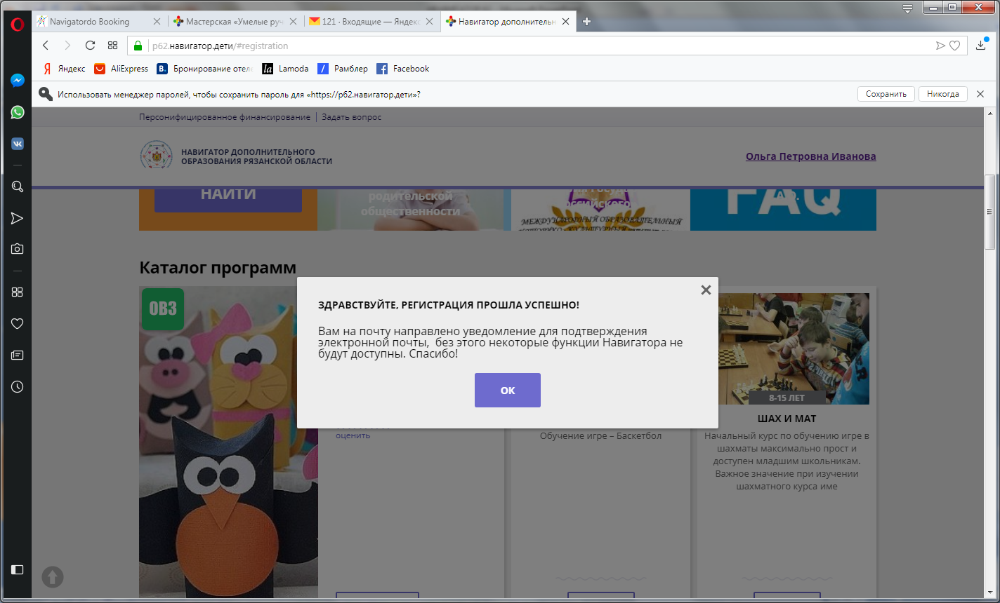 Navigatordo Booking
Мастерская «Умелые руч
121 · Входящие — Яндекс
Навигатор дополнительн
р62.навигатор.дети/#registration
Яндекс
AliExpress
B.
Бронирование отел
la
Lamoda
Рамблер
Facebook
Использовать менеджер паролей, чтобы сохранить пароль для «https://р62.навигатор.дети»?
Сохранить
Никогда
Персонифицированное финансирование
Задать вопрос
НАВИГАТОР ДОПОЛНИТЕЛЬНОГО
ОБРАЗОВАНИЯ РЯЗАНСКОЙ ОБЛАСТИ
Ольга Петровна Иванова
НАЙТИ
родительской
общественности
МЕЖДУНАРОДНЫЙ ОБРАЗОВАТЕЛЬНЫЙ
FAQ
Каталог программ
ОВЗ
ЗДРАВСТВУЙТЕ, РЕГИСТРАЦИЯ ПРОШЛА УСПЕШНО!
Вам на почту направлено уведомление для подтверждения
электронной почты, без этого некоторые функции Навигатора не
будут доступны. Спасибо!
ОК
оценить
Обучение игре – Баскетбол
8-15 ЛЕТ
ШАХ И МАТ
Начальный курс по обучению игре в
шахматы максимально прост и
доступен младшим школьникам.
Важное значение при изучении
шахматного курса име